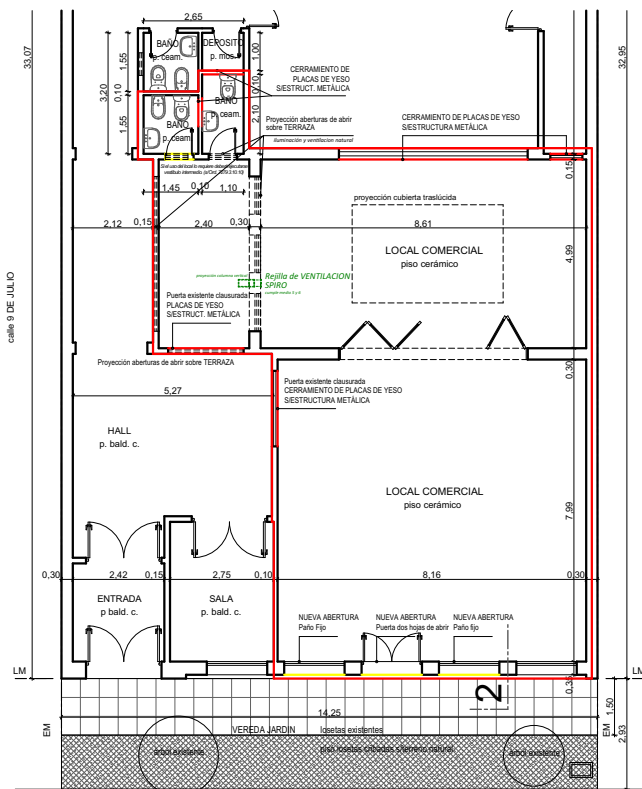 2,65
33,07
32,95
BAÑO
p. ceam.
DEPOSITO
p. mos.
1,55
1,00
3,20
0,10
0,10
CERRAMIENTO DE
PLACAS DE YESO
S/ESTRUCT. METÁLICA
BAÑO
p. ceam.
BAÑO
p. ceam.
1,55
2,10
Proyección aberturas de abrir
sobre TERRAZA
Iluminación y ventilacion natural
CERRAMIENTO DE PLACAS DE YESO
S/ESTRUCTURA METÁLICA
0,15
1,45
0,10
1,10
proyección cubierta traslúcida
2,12
0,15
2,40
0,30
8,61
LOCAL COMERCIAL
piso cerámico
4,99
Rejilla de VENTILACION
SPIRO
calle 9 DE JULIO
Puerta existente clausurada
PLACAS DE YESO
S/ESTRUCT. METÁLICA
Proyección aberturas de abrir sobre TERRAZA
0,30
5,27
Puerta existente clausurada
CERRAMIENTO DE PLACAS DE YESO
S/ESTRUCTURA METÁLICA
HALL
p. bald. c.
LOCAL COMERCIAL
piso cerámico
7,99
0,30
2,42
0,15
2,75
0,10
8,16
0,30
ENTRADA
p bald. c.
SALA
p. bald. c.
NUEVA ABERTURA
Paño Fijo
NUEVA ABERTURA
Puerta dos hojas de abrir
NUEVA ABERTURA
Paño fijo
LM
LM
0,35
2
1,50
14,25
EM
EM
2,93
VEREDA JARDIN
losetas existentes
árbol existente
piso losetas cribadas s/terreno natural
árbol existente